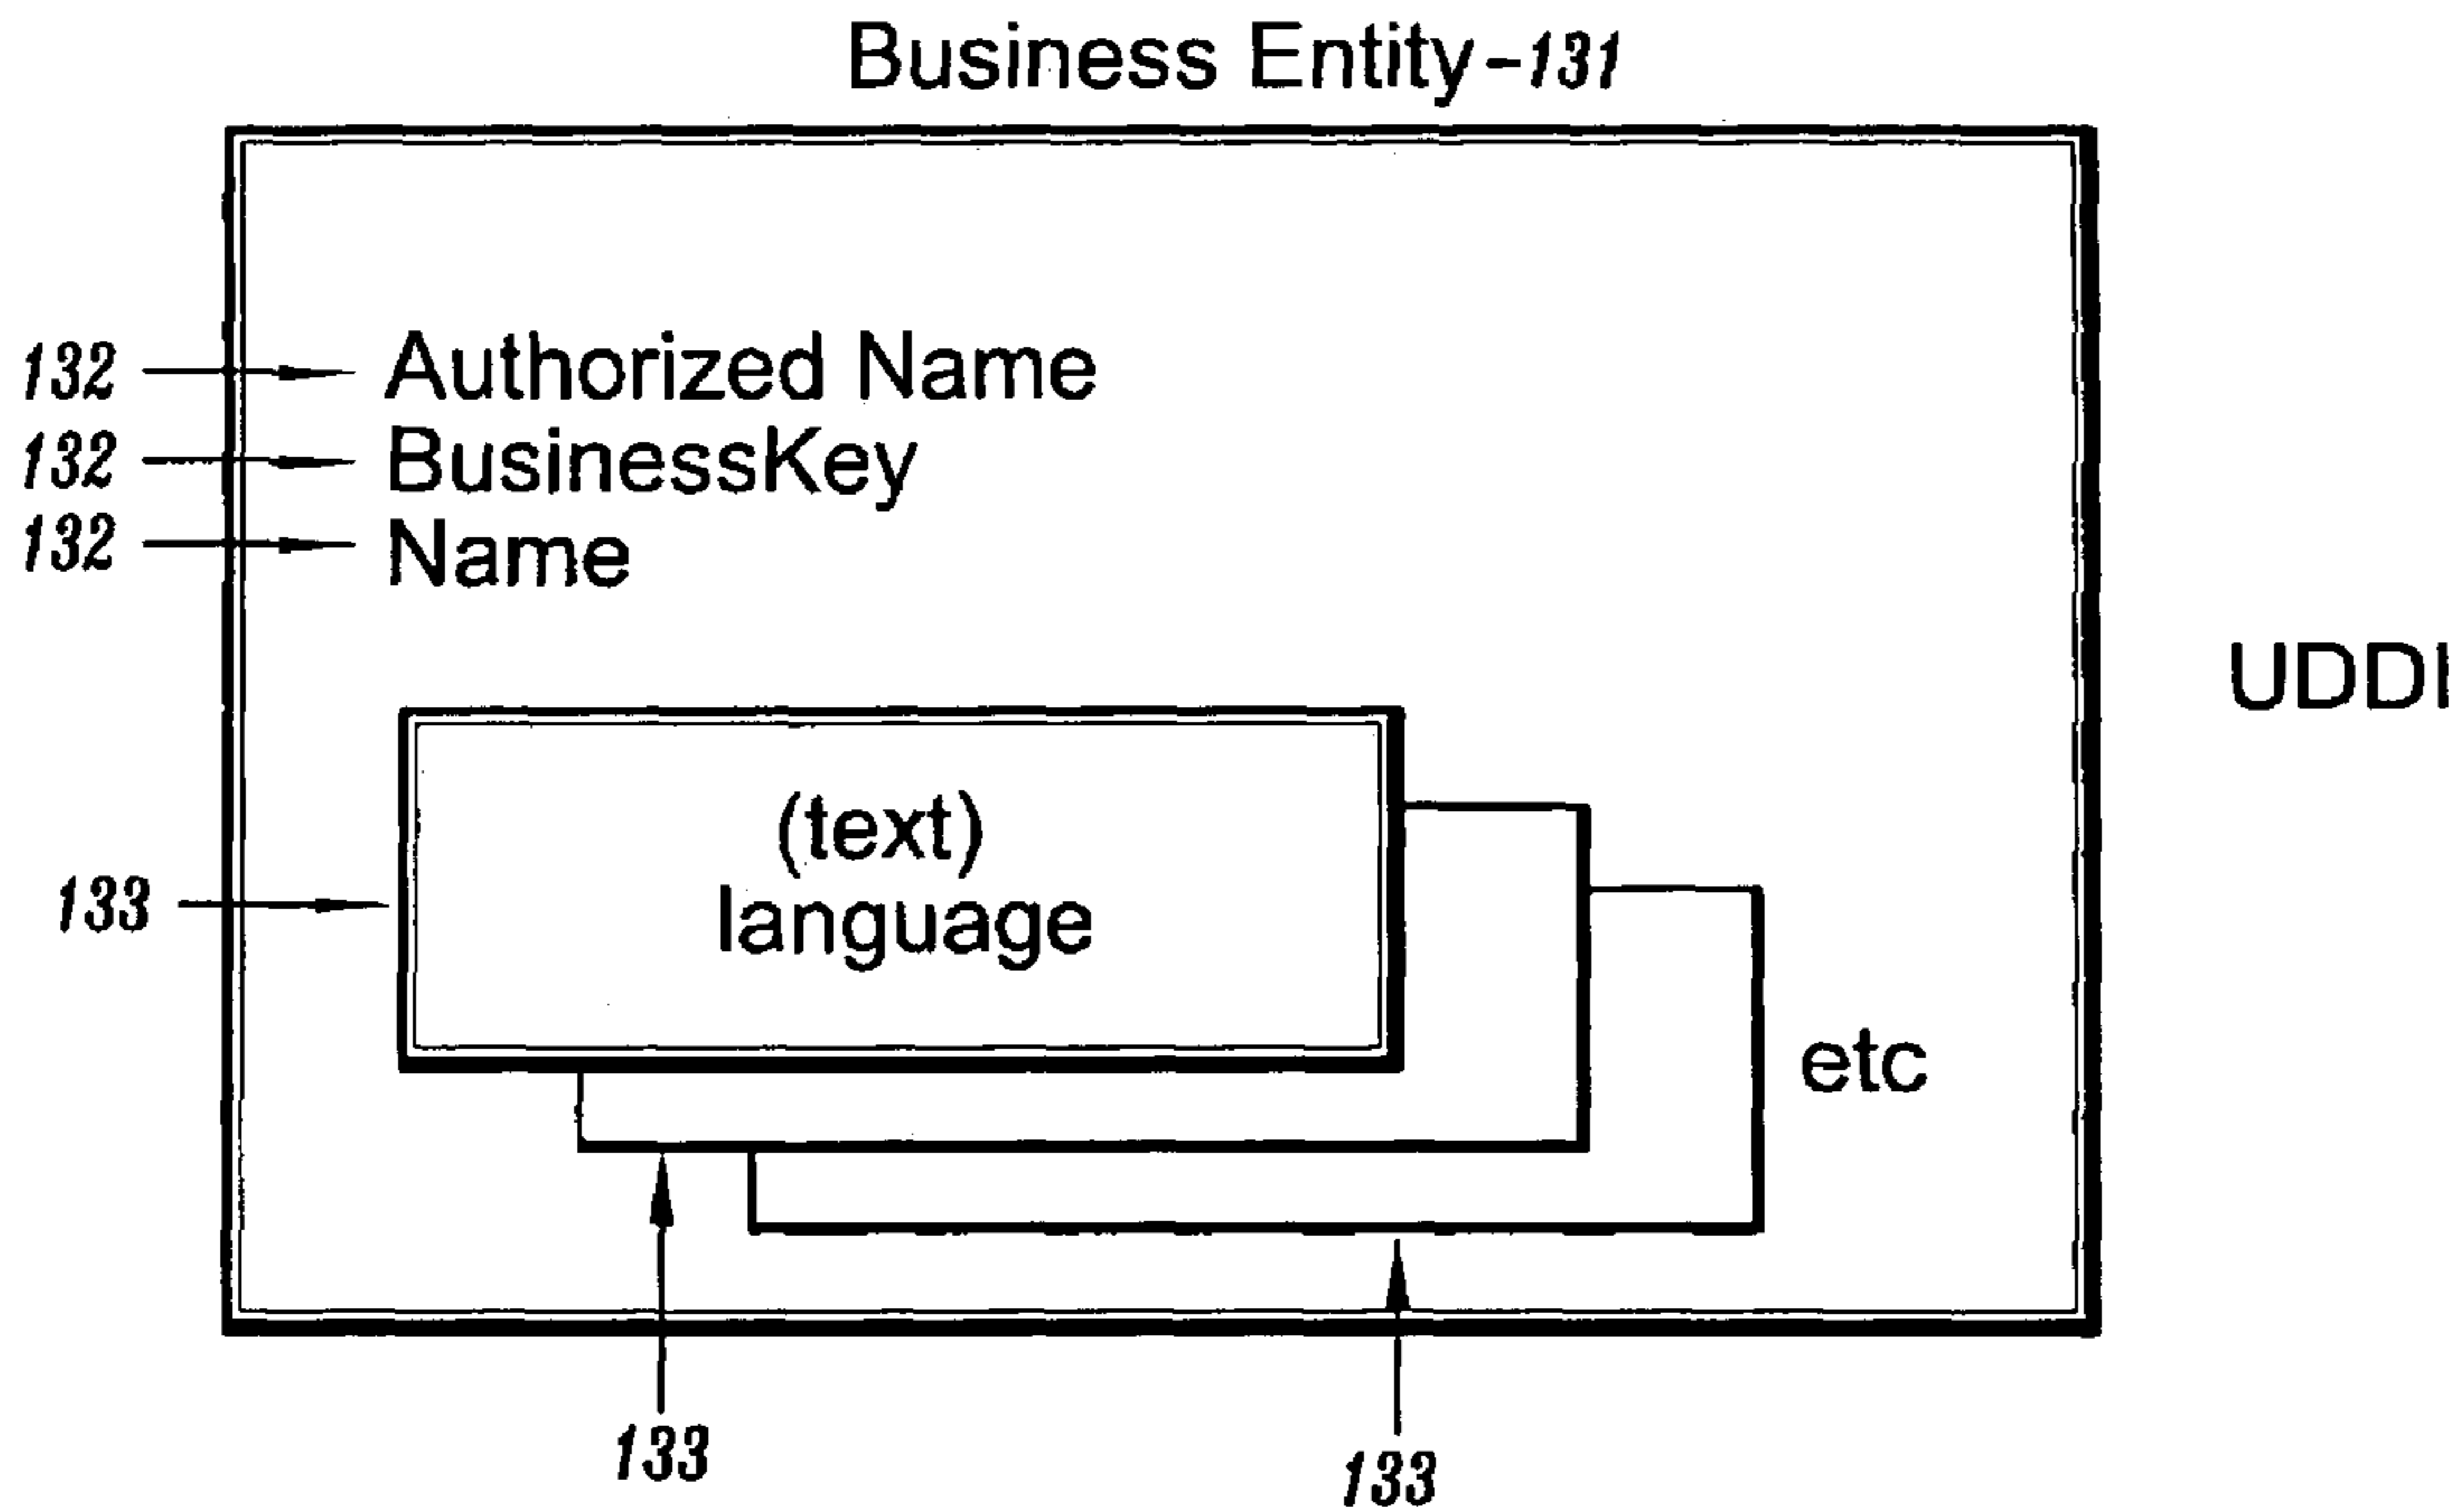 Business Entity-131
132 Authorized Name
132 BusinessKey
132 Name
UDDI
(text)
133 language
etc
133
133